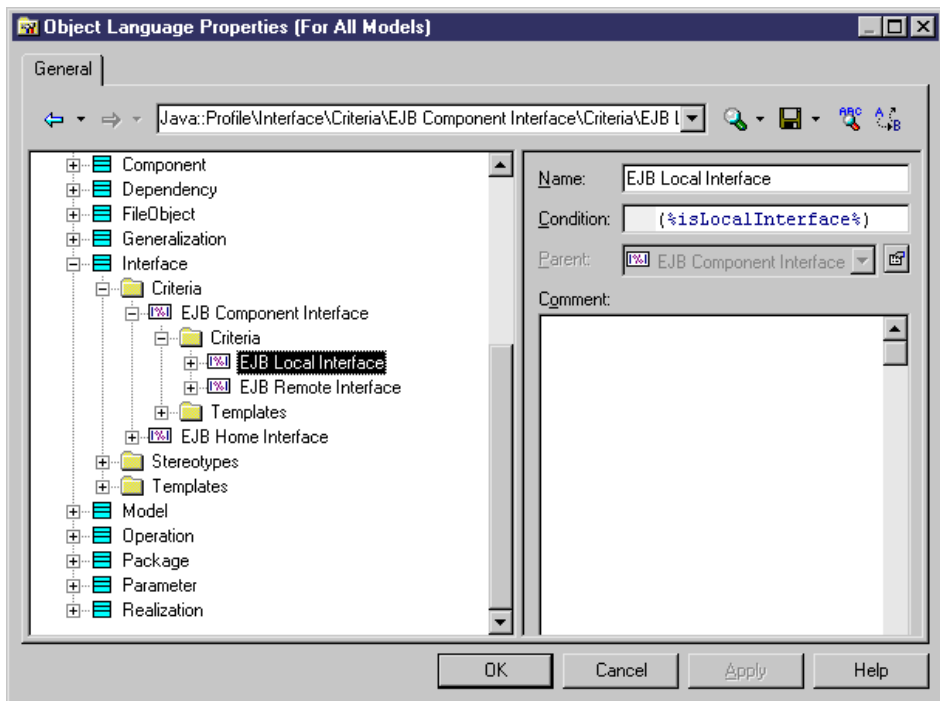 Object Language Properties (For All Models)
General
Java::Profile\Interface\Criteria\EJB Component Interface\Criteria\EJB L
ABC
A
B
Component
Dependency
FileObject
Generalization
Interface
Criteria
EJB Component Interface
Criteria
EJB Local Interface
EJB Remote Interface
Templates
EJB Home Interface
Stereotypes
Templates
Model
Operation
Package
Parameter
Realization
Name: EJB Local Interface
Condition: (%isLocalInterface%)
Parent: EJB Component Interface
Comment:
OK Cancel Apply Help